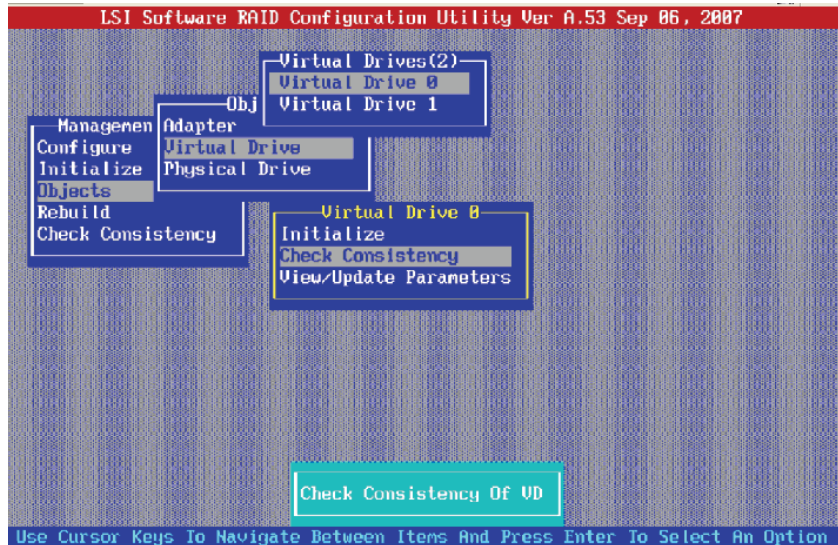 LSI Software RAID Configuration Utility Ver A.53 Sep 06, 2007
Virtual Drives(2)
Virtual Drive 0
Virtual Drive 1
Obj
Adapter
Virtual Drive
Physical Drive
Managemen
Configure
Initialize
Objects
Rebuild
Check Consistency
Virtual Drive 0
Initialize
Check Consistency
View/Update Parameters
Check Consistency Of VD
Use Cursor Keys To Navigate Between Items And Press Enter To Select An Option